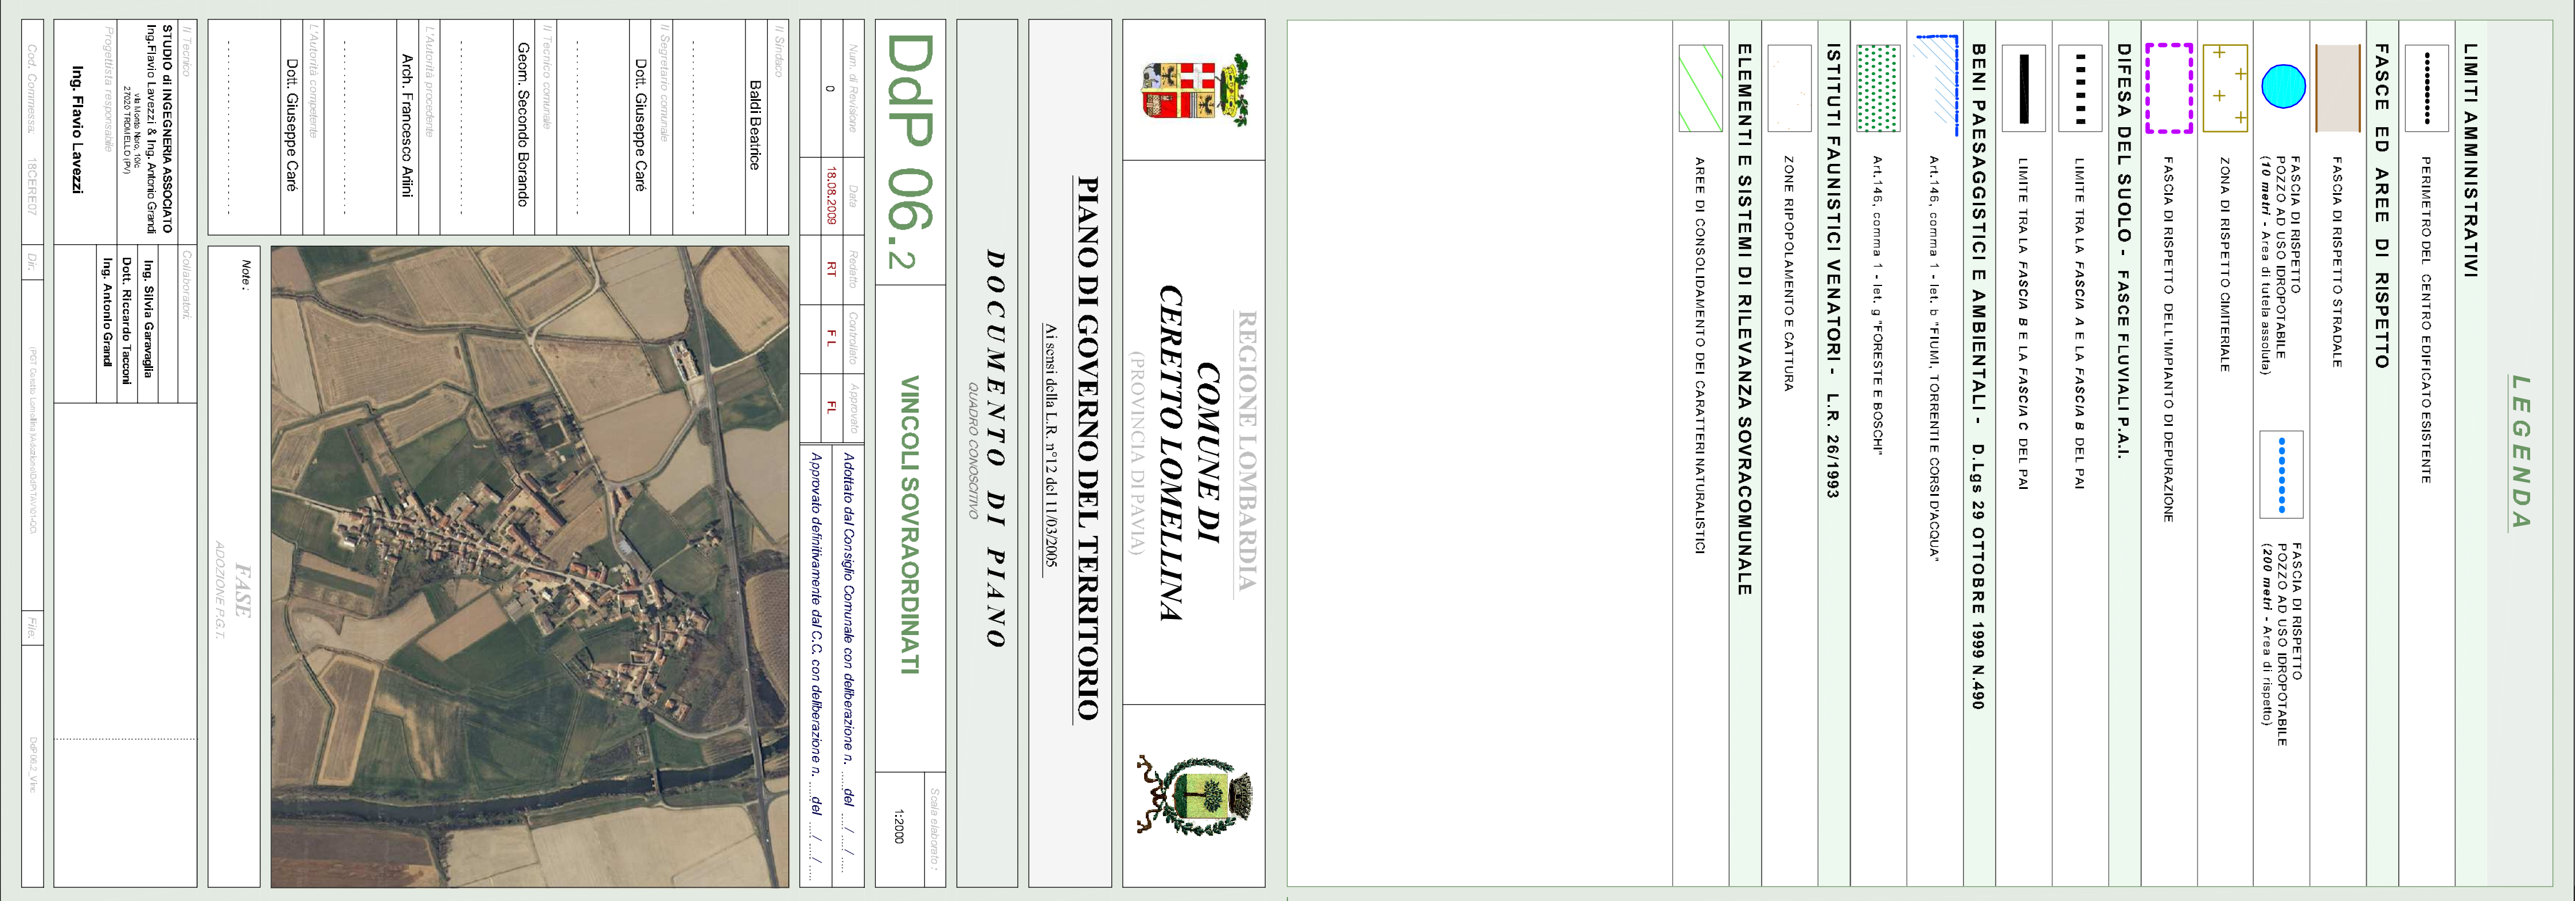 LEGENDA
LIMITI AMMINISTRATIVI
PERIMETRO DEL CENTRO EDIFICATO ESISTENTE
FASCE ED AREE DI RISPETTO
FASCIA DI RISPETTO STRADALE
FASCIA DI RISPETTO
POZZO AD USO IDROPOTABILE
(10 metri - Area di tutela assoluta)
FASCIA DI RISPETTO
POZZO AD USO IDROPOTABILE
(200 metri - Area di rispetto)
ZONA DI RISPETTO CIMITERIALE
FASCIA DI RISPETTO DELL'IMPIANTO DI DEPURAZIONE
DIFESA DEL SUOLO - FASCE FLUVIALI P.A.I.
LIMITE TRA LA FASCIA A E LA FASCIA B DEL PAI
LIMITE TRA LA FASCIA B E LA FASCIA C DEL PAI
BENI PAESAGGISTICI E AMBIENTALI - D.Lgs 29 OTTOBRE 1999 N.490
Art.146, comma 1 - let. b "FIUMI, TORRENTI E CORSI D'ACQUA"
Art.146, comma 1 - let. g "FORESTE E BOSCHI"
ISTITUTI FAUNISTICI VENATORI - L.R. 26/1993
ZONE RIPOPOLAMENTO E CATTURA
ELEMENTI E SISTEMI DI RILEVANZA SOVRACOMUNALE
AREE DI CONSOLIDAMENTO DEI CARATTERI NATURALISTICI
REGIONE LOMBARDIA
COMUNE DI
CERETTO LOMELLINA
(PROVINCIA DI PAVIA)
PIANO DI GOVERNO DEL TERRITORIO
Ai sensi della L.R. n°12 del 11/03/2005
DOCUMENTO DI PIANO
QUADRO CONOSCITIVO
DdP 06.2
VINCOLI SOVRAORDINATI
Scala elaborato :
1:2000
Num. di Revisione Data Redatto Controllato Approvato
0 18.08.2009 RT FL FL
Adottato dal Consiglio Comunale con deliberazione n. ......del ..../ ..../ .....
Approvato definitivamente dal C.C. con deliberazione n. ......del ..../ ..../ .....
Il Sindaco
Baldi Beatrice
Il Segretario comunale
Dott. Giuseppe Caré
Il Tecnico comunale
Geom. Secondo Borando
L'Autorità procedente
Arch. Francesco Arlini
L'Autorità competente
Dott. Giuseppe Caré
Note :
FASE
ADOZIONE P.G.T.
Il Tecnico
STUDIO di INGEGNERIA ASSOCIATO
Ing.Flavio Lavezzi & Ing.Antonio Grandi
via Monte Nero, 10/c
27020 TROMELLO (PV)
Progettista responsabile
Ing. Flavio Lavezzi
Collaboratori:
Ing. Silvia Garavaglia
Dott. Riccardo Tacconi
Ing. Antonio Grandi
Cod. Commessa: 18CERE07
Dir.
File.
DdP 06.2_Vinc